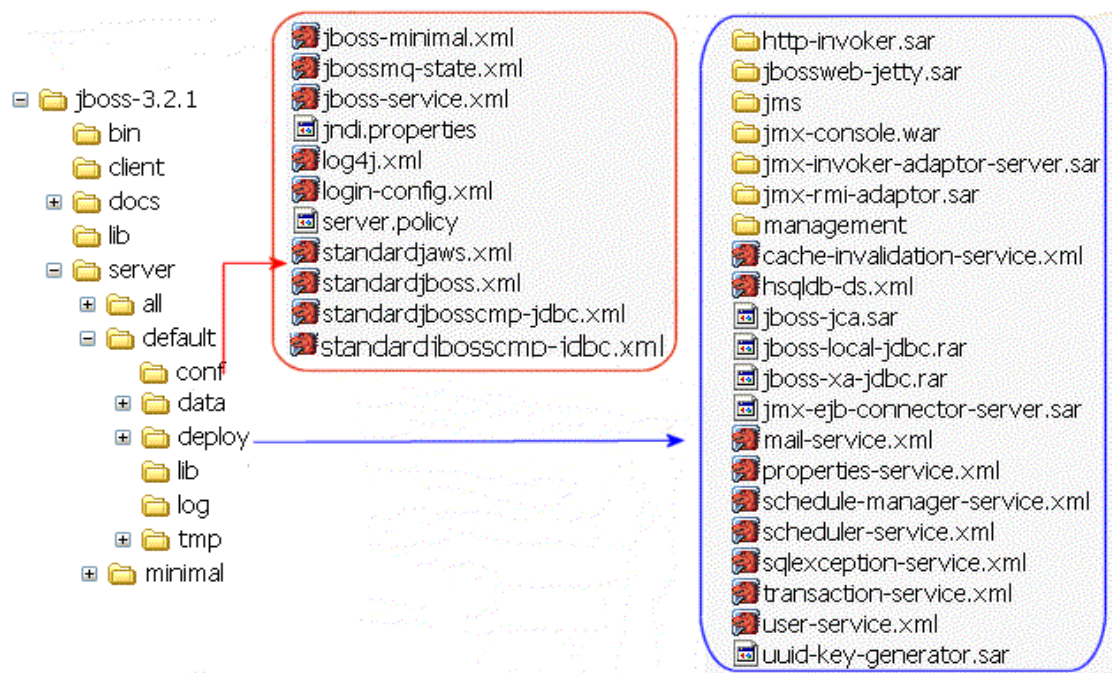 jboss-3.2.1
bin
client
docs
lib
server
all
default
conf
data
deploy
lib
log
tmp
minimal
jboss-minimal.xml
jbossmq-state.xml
jboss-service.xml
jndi.properties
log4j.xml
login-config.xml
server.policy
standardjaws.xml
standardjboss.xml
standardjbosscmp-jdbc.xml
standardjbosscmp-jdbc.xml
http-invoker.sar
jbossweb-jetty.sar
jms
jmx-console.war
jmx-invoker-adaptor-server.sar
jmx-rmi-adaptor.sar
management
cache-invalidation-service.xml
hsqldb-ds.xml
jboss-jca.sar
jboss-local-jdbc.rar
jboss-xa-jdbc.rar
jmx-ejb-connector-server.sar
mail-service.xml
properties-service.xml
schedule-manager-service.xml
scheduler-service.xml
sqlexception-service.xml
transaction-service.xml
user-service.xml
uuid-key-generator.sar